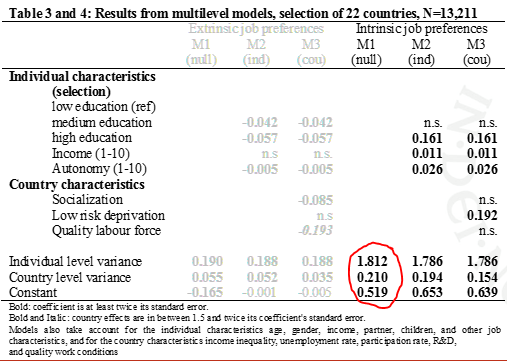 Table 3 and 4: Results from multilevel models, selection of 22 countries, N=13,211
Extrinsic job preferences Intrinsic job preferences
M1 M2 M3 M1 M2 M3
(null) (ind) (cou) (null) (ind) (cou)
Individual characteristics
(selection)
low education (ref)
medium education -0.042 -0.042 n.s. n.s.
high education -0.057 -0.057 0.161 0.161
Income (1-10) n.s n.s. 0.011 0.011
Autonomy (1-10) -0.005 -0.005 0.026 0.026
Country characteristics
Socialization -0.085 n.s.
Low risk deprivation n.s 0.192
Quality labour force -0.193 n.s.
Individual level variance 0.190 0.188 0.188 1.812 1.786 1.786
Country level variance 0.055 0.052 0.035 0.210 0.194 0.154
Constant -0.165 -0.001 -0.005 0.519 0.653 0.639
Bold: coefficient is at least twice its standard error.
Bold and Italic: country effects are in between 1.5 and twice its coefficient's standard error.
Models also take account for the individual characteristics age, gender, income, partner, children, and other job
characteristics, and for the country characteristics income inequality, unemployment rate, participation rate, R&D,
and quality work conditions